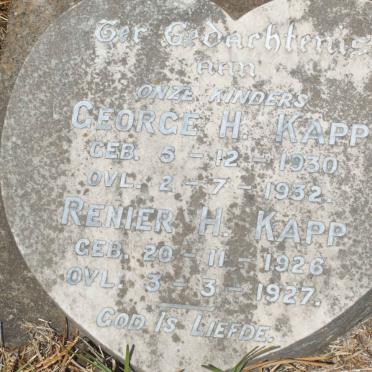 Ter Gedachtenis
aan
ONZE KINDERS
GEORGE H. KAPP
GEB. 5 - 12 - 1930
OVL. 2 - 7 - 1932.
RENIER H. KAPP
GEB. 20 - 11 - 1926
OVL. 3 - 3 - 1927.
GOD IS LIEFDE.